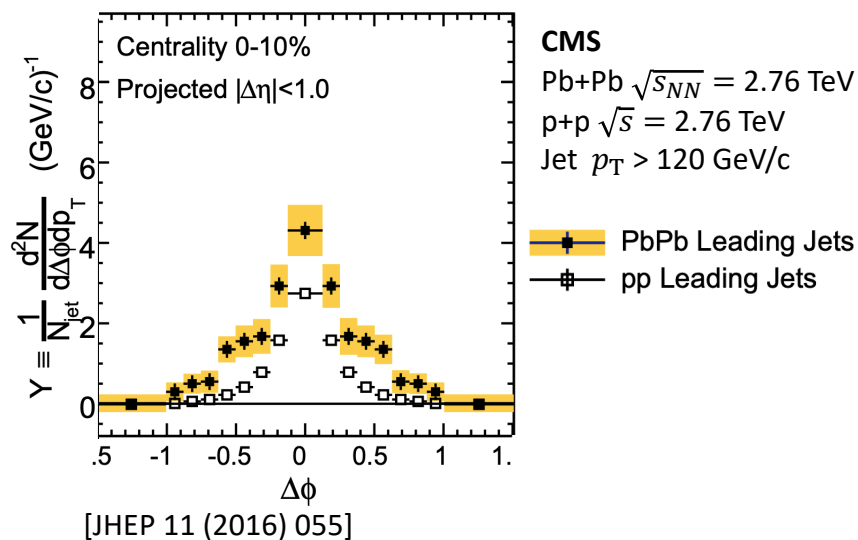 Centrality 0-10%
Projected |Δη|<1.0
Y ≡ 1/N_jet d²N/dΔϕdp_T (GeV/c)⁻¹
8
6
4
2
0
.5 -1 -0.5 0 0.5 1 1.
Δϕ
[JHEP 11 (2016) 055]
CMS
Pb+Pb √s_NN = 2.76 TeV
p+p √s = 2.76 TeV
Jet p_T > 120 GeV/c
PbPb Leading Jets
pp Leading Jets